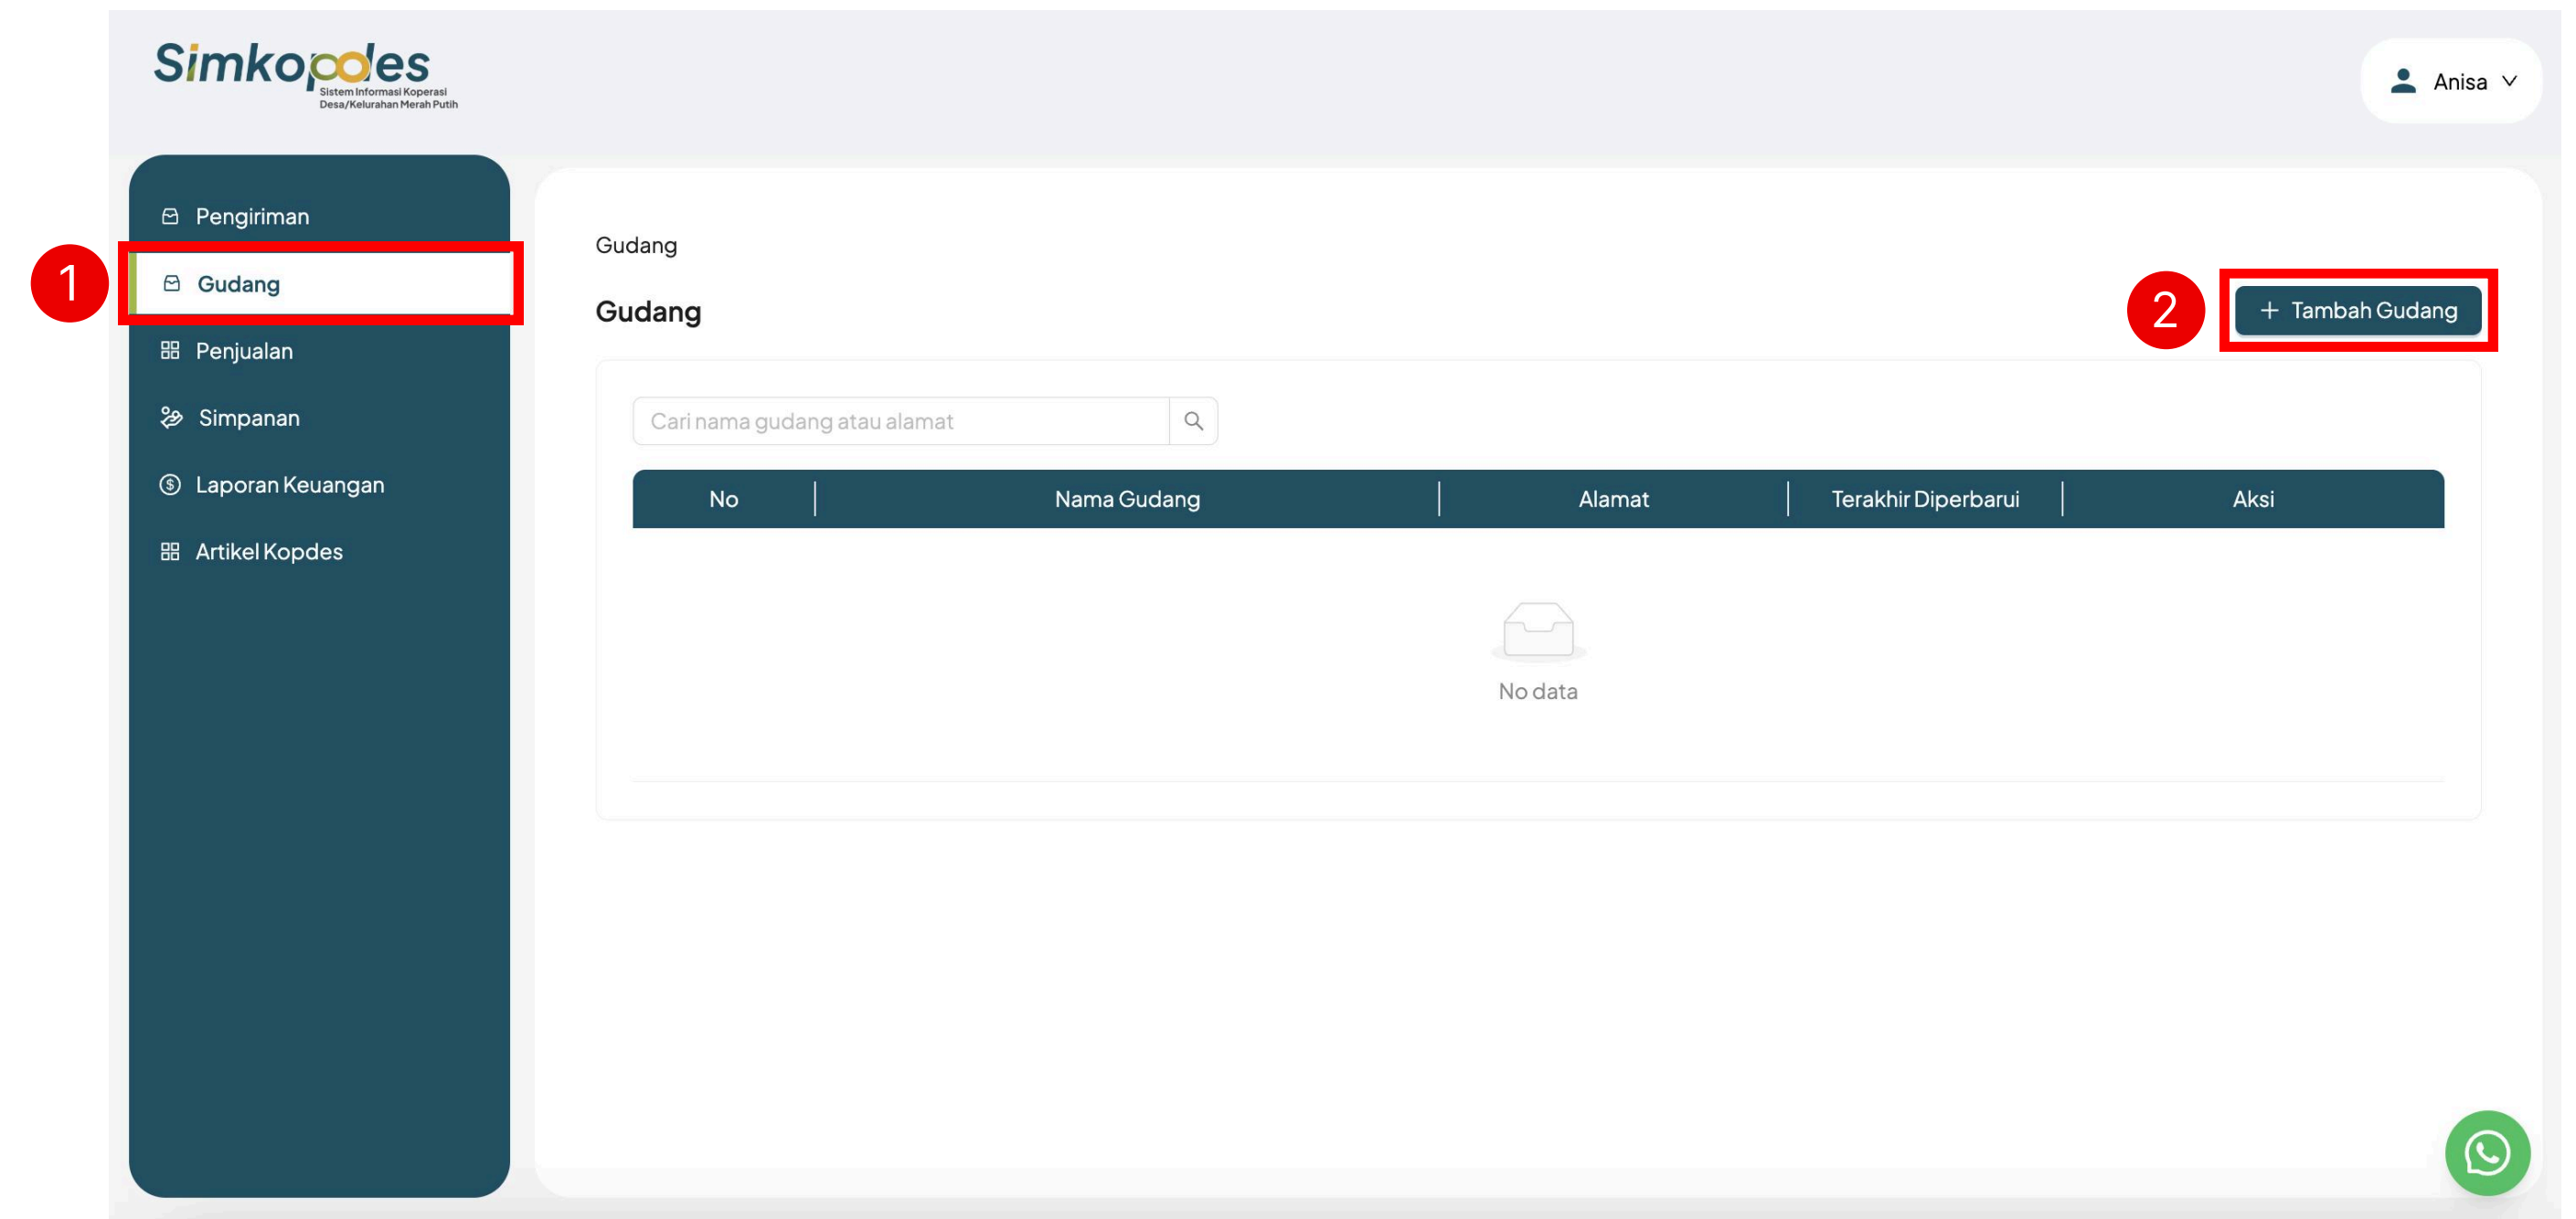 Simkopdes
Sistem Informasi Koperasi
Desa/Kelurahan Merah Putih
Anisa
Pengiriman
1
Gudang
Penjualan
Simpanan
Laporan Keuangan
Artikel Kopdes
Gudang
Gudang
2
+ Tambah Gudang
Cari nama gudang atau alamat
No
Nama Gudang
Alamat
Terakhir Diperbarui
Aksi
No data